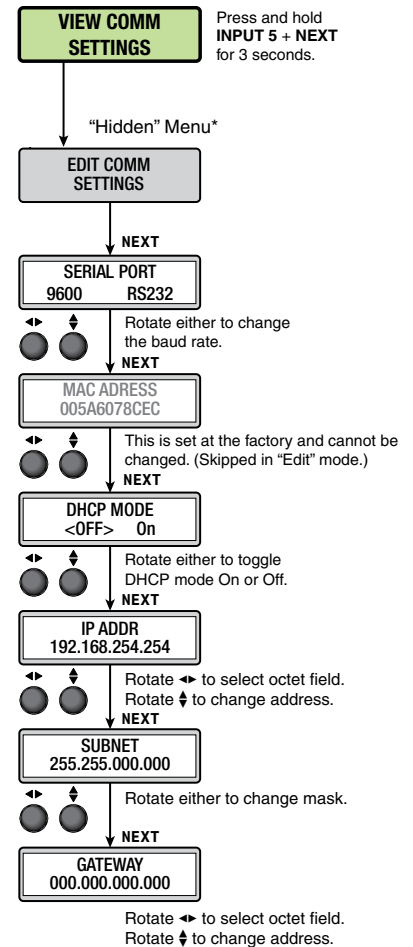 VIEW COMM
SETTINGS
Press and hold
INPUT 5 + NEXT
for 3 seconds.
“Hidden” Menu*
EDIT COMM
SETTINGS
NEXT
SERIAL PORT
9600 RS232
Rotate either to change
the baud rate.
NEXT
MAC ADRESS
005A6078CEC
This is set at the factory and cannot be
changed. (Skipped in “Edit” mode.)
NEXT
DHCP MODE
<OFF> On
Rotate either to toggle
DHCP mode On or Off.
NEXT
IP ADDR
192.168.254.254
Rotate ◂▸ to select octet field.
Rotate ▴▾ to change address.
NEXT
SUBNET
255.255.000.000
Rotate either to change mask.
NEXT
GATEWAY
000.000.000.000
Rotate ◂▸ to select octet field.
Rotate ▴▾ to change address.